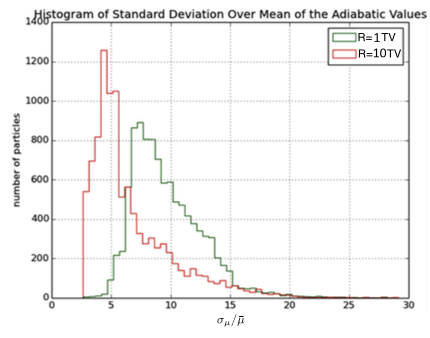 Histogram of Standard Deviation Over Mean of the Adiabatic Values
1400
1200
1000
800
600
400
200
0
number of particles
R=1TV
R=10TV
0 5 10 15 20 25 30
σμ/μ̄